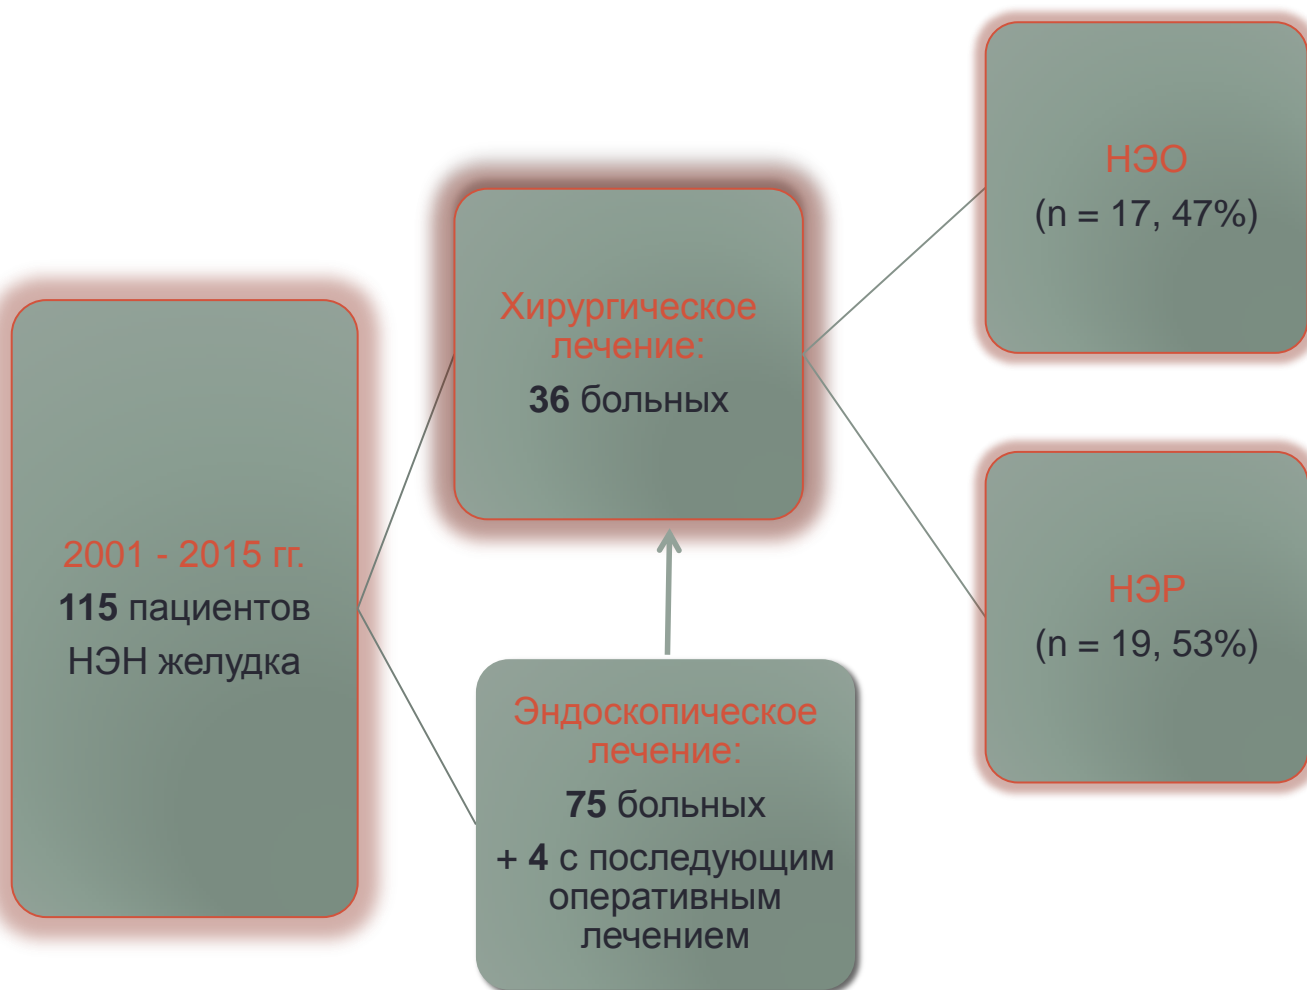 2001 - 2015 гг.
115 пациентов
НЭН желудка
Хирургическое
лечение:
36 больных
Эндоскопическое
лечение:
75 больных
+ 4 с последующим
оперативным
лечением
НЭО
(n = 17, 47%)
НЭР
(n = 19, 53%)